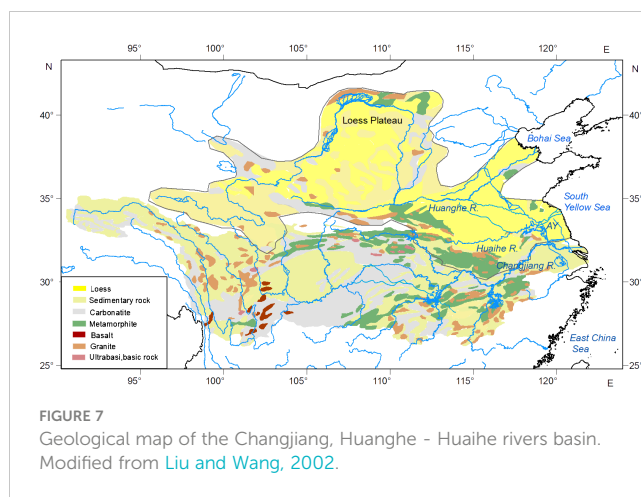 95° 100° 105° 110° 115° 120° E
N N
40° 40°
Loess Plateau
Bohai Sea
35° 35°
South
Yellow Sea
Huanghe R.
AY
Huaihe R.
Changjiang R.
30° 30°
Loess
Sedimentary rock
Carbonatite
Metamorphite
Basalt
Granite
Ultrabasi,basic rock
East China
Sea
25° 25°
95° 100° 105° 110° 115° 120° E
FIGURE 7
Geological map of the Changjiang, Huanghe - Huaihe rivers basin.
Modified from Liu and Wang, 2002.